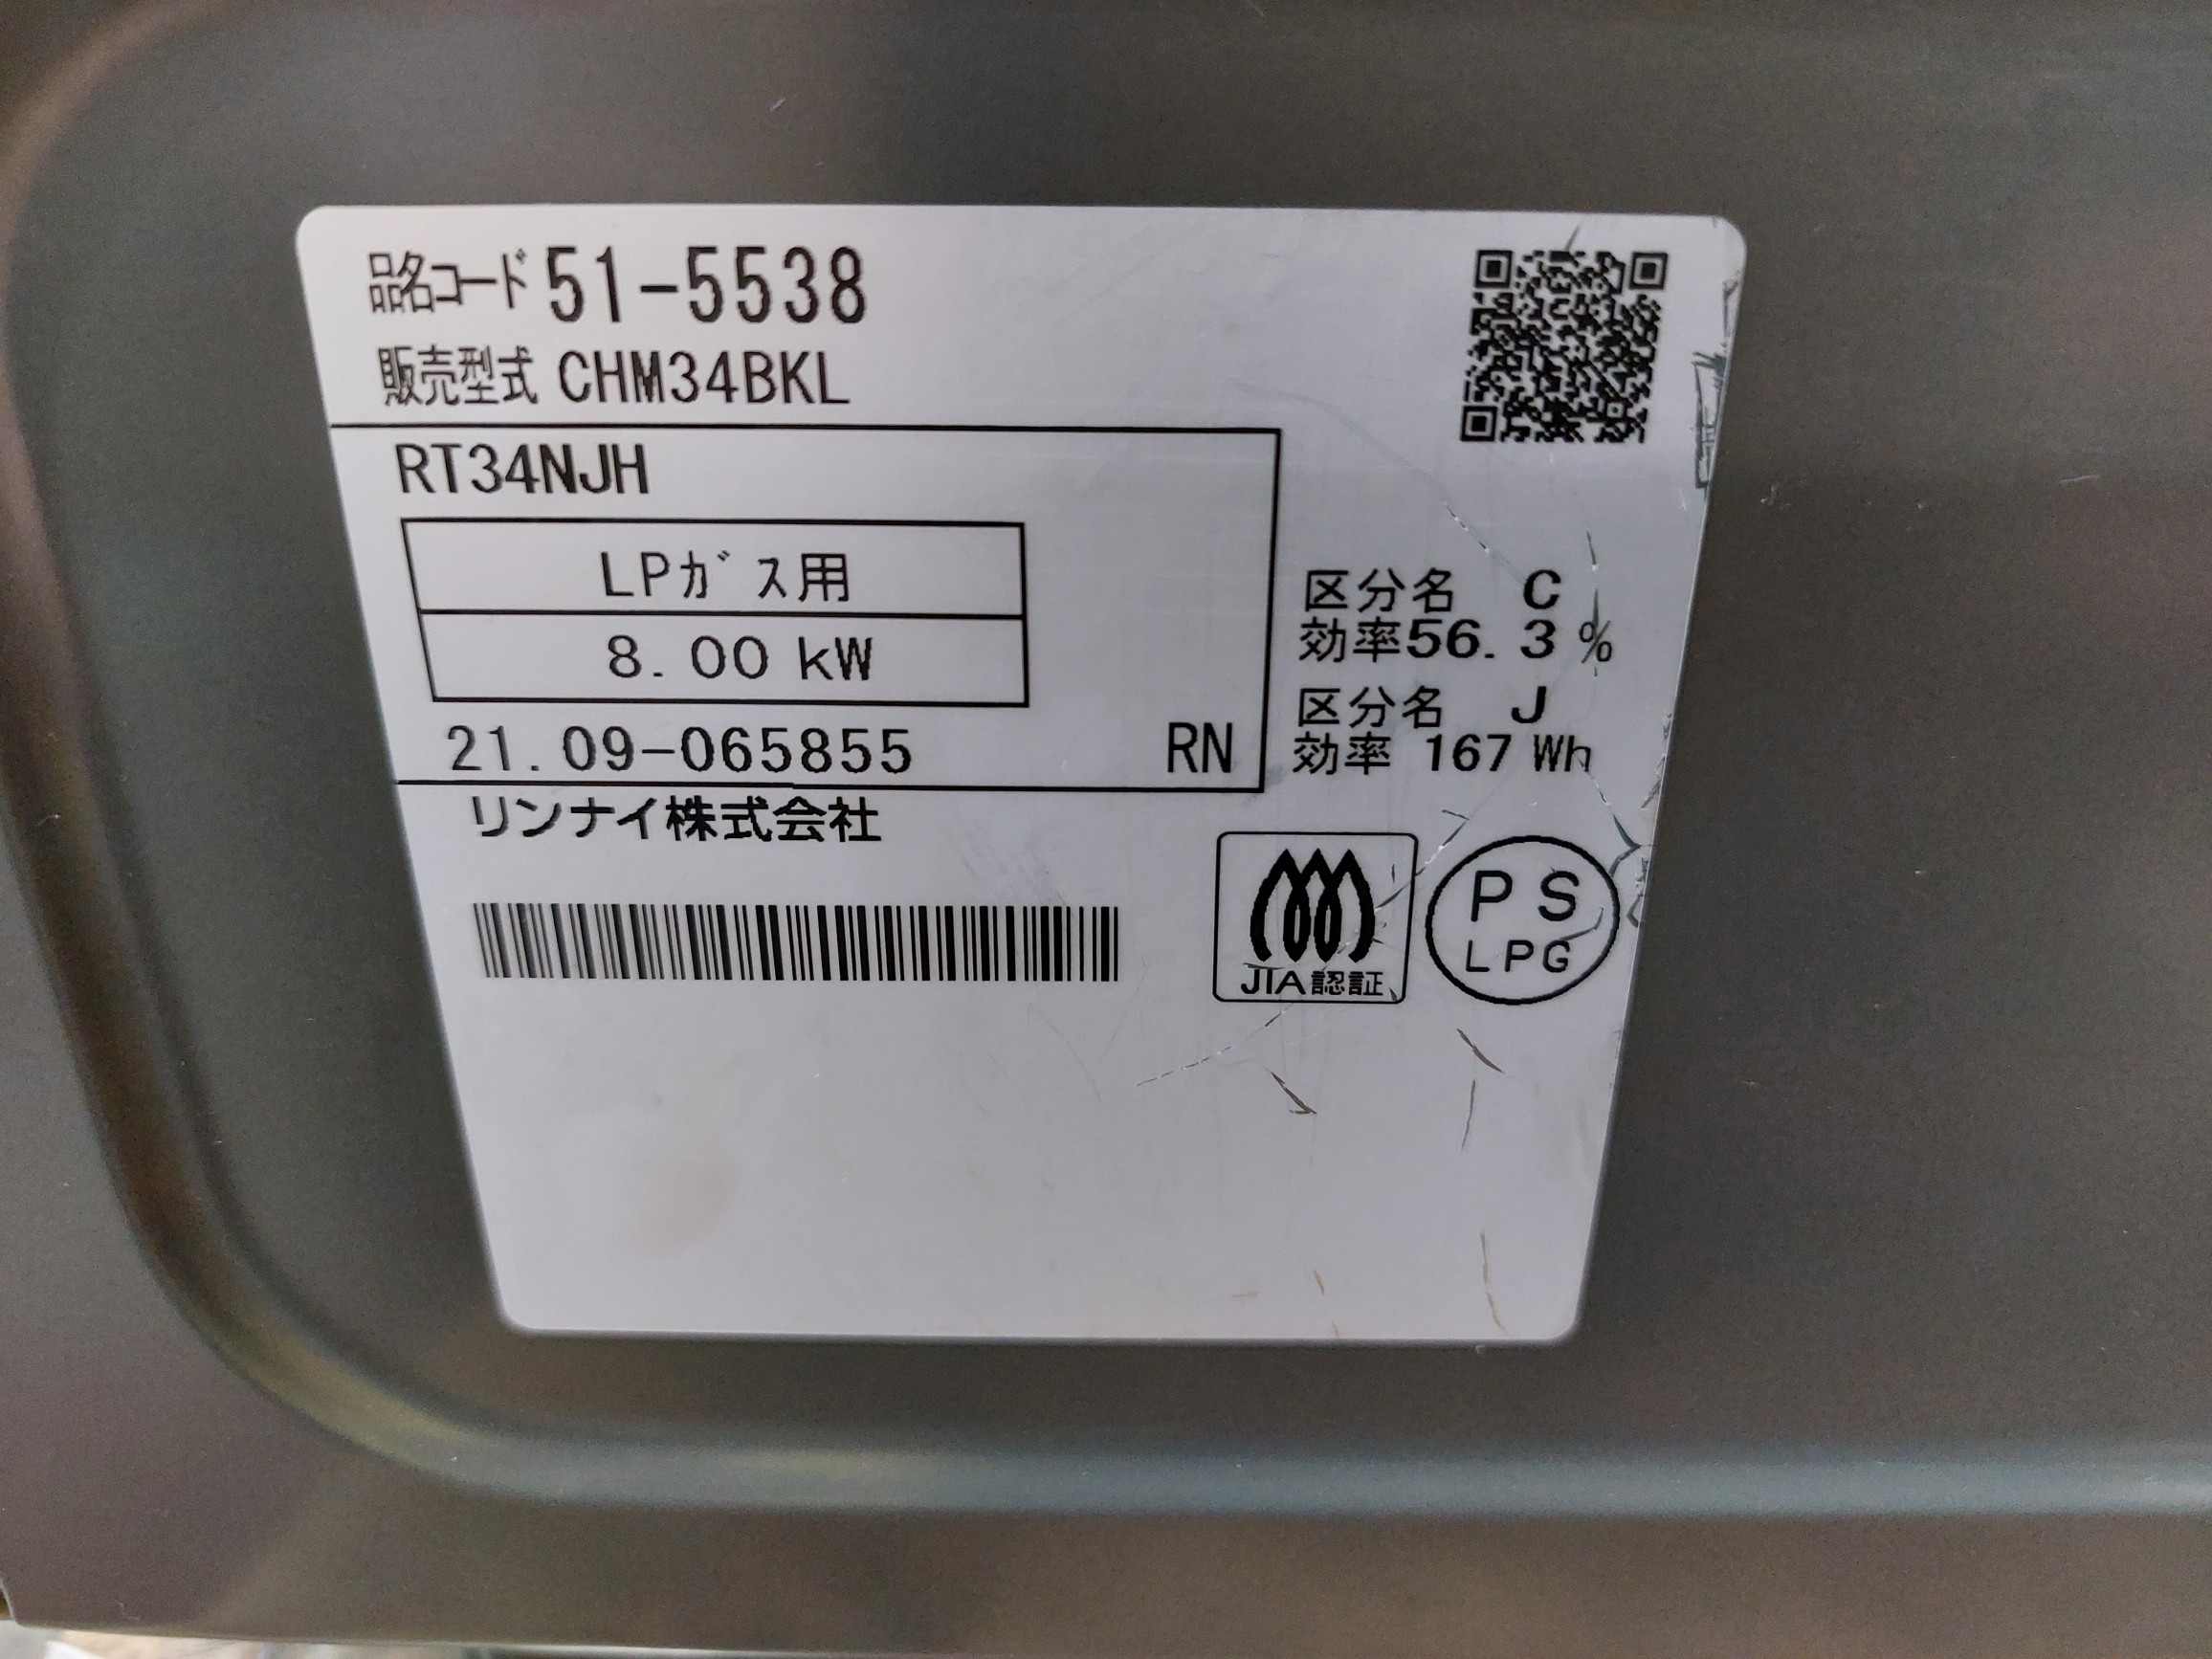 品名コード 51-5538
販売型式 CHM34BKL
RT34NJH
LPガス用
8.00 kW
21.09-065855 RN
リンナイ株式会社
区分名 C
効率56.3%
区分名 J
効率 167 Wh
JIA認証
PS
LPG